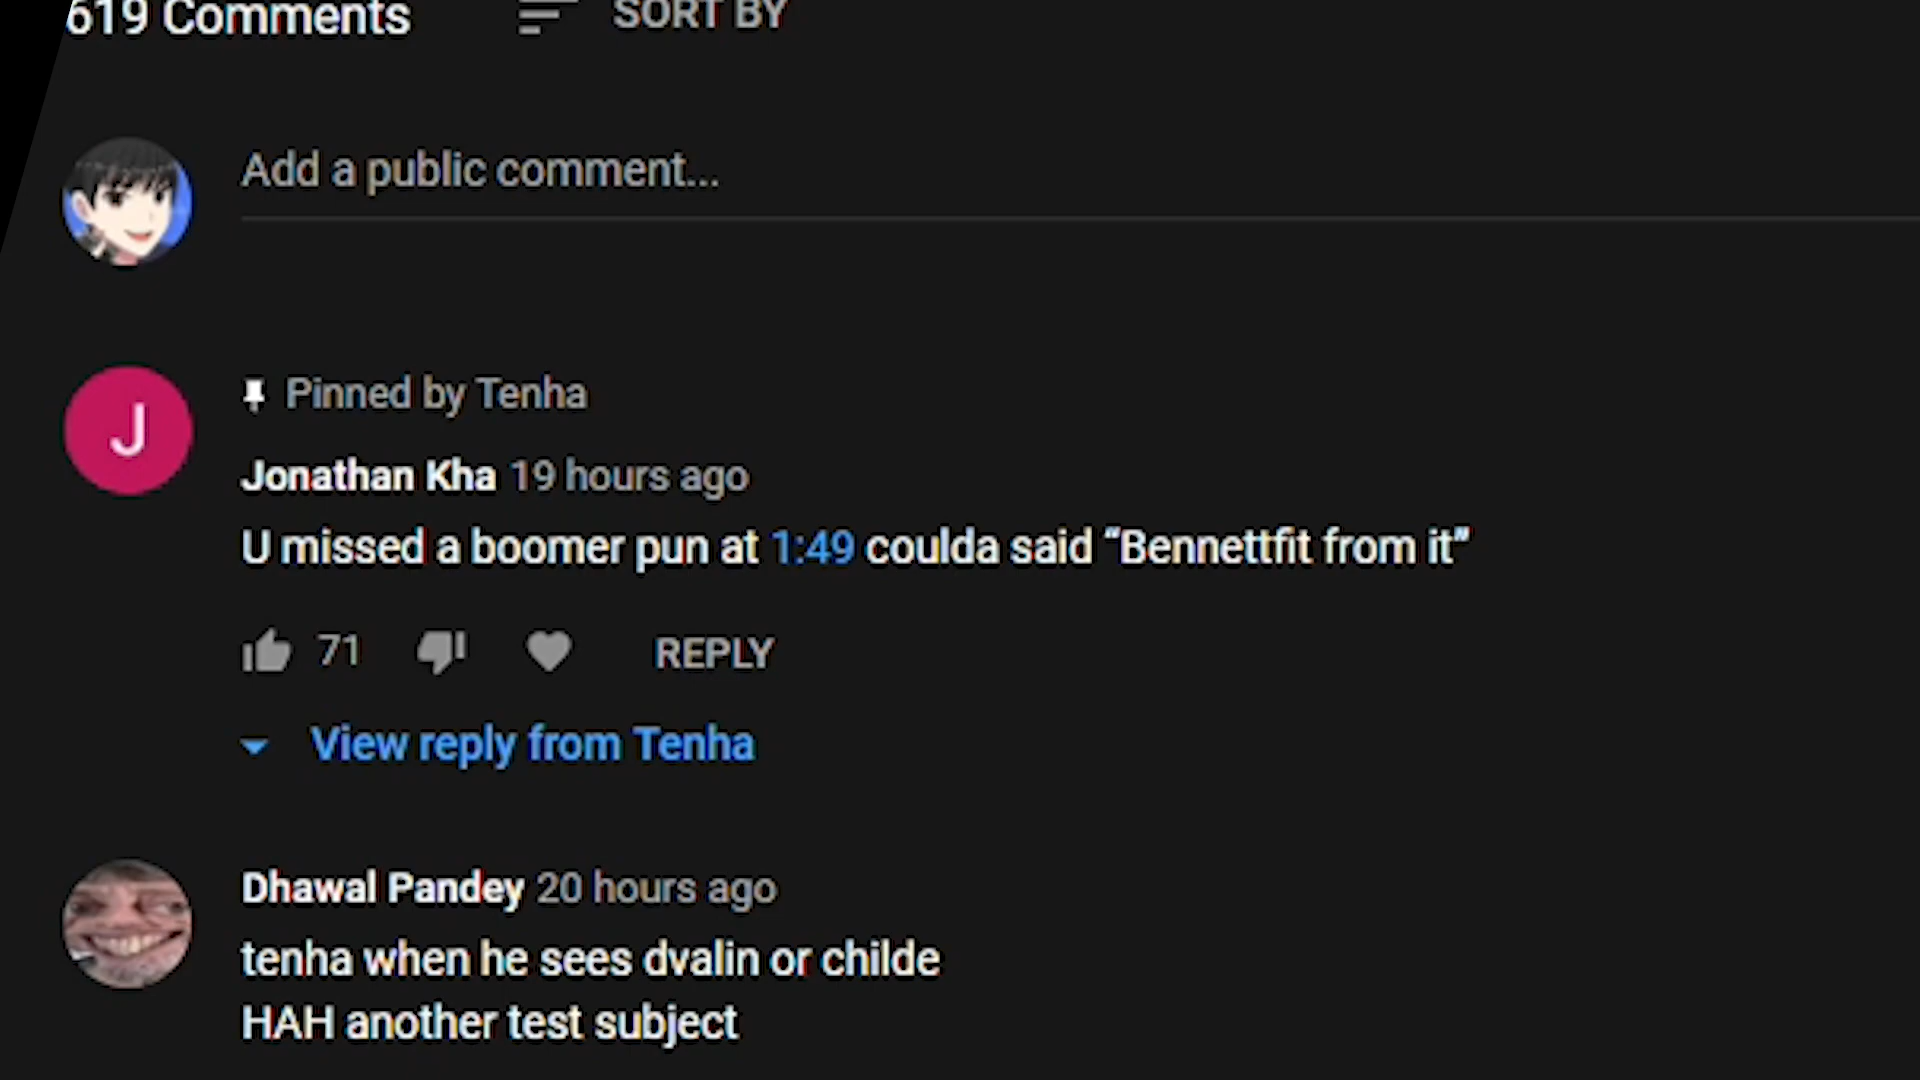 619 Comments
SORT BY
Add a public comment...
J
Pinned by Tenha
Jonathan Kha 19 hours ago
U missed a boomer pun at 1:49 coulda said “Bennettfit from it”
71
REPLY
View reply from Tenha
Dhawal Pandey 20 hours ago
tenha when he sees dvalin or childe
HAH another test subject